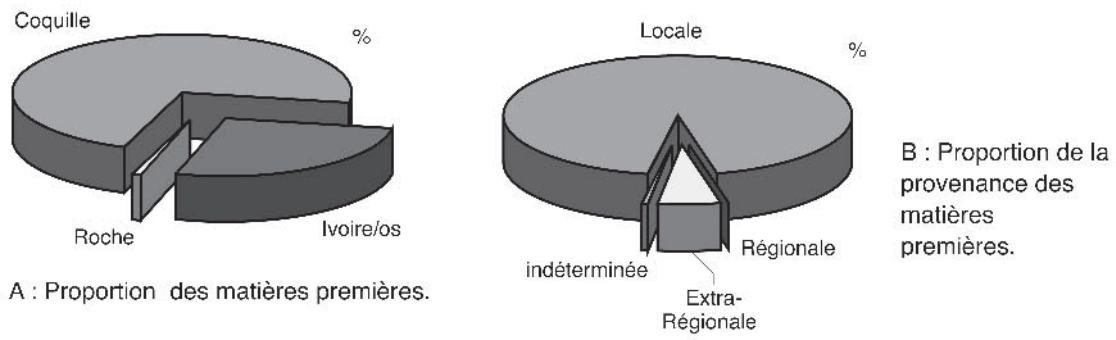 Coquille
%
Roche
Ivoire/os
A : Proportion des matières premières.
Locale
%
indéterminée
Régionale
Extra-
Régionale
B : Proportion de la
provenance des
matières
premières.